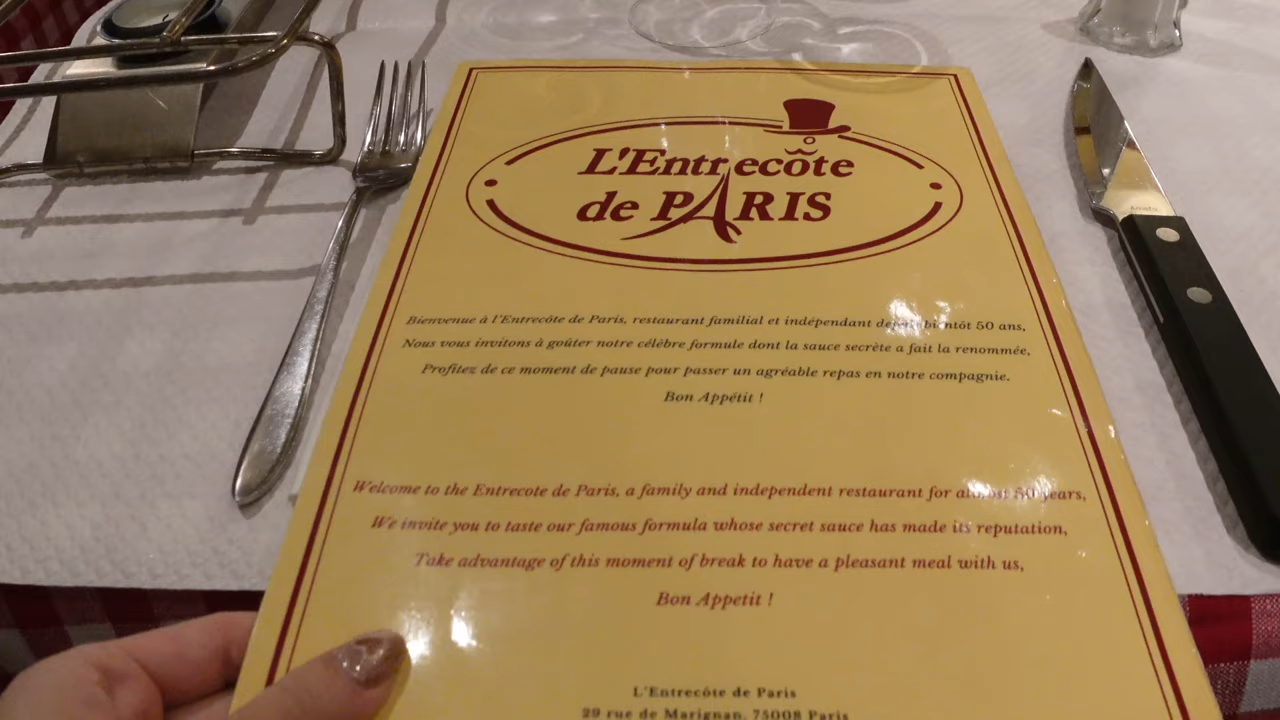 L'Entrecôte
de PARIS
Bienvenue à l'Entrecôte de Paris, restaurant familial et indépendant depuis bientôt 50 ans,
Nous vous invitons à goûter notre célèbre formule dont la sauce secrète a fait la renommée,
Profitez de ce moment de pause pour passer un agréable repas en notre compagnie.
Bon Appétit !
Welcome to the Entrecote de Paris, a family and independent restaurant for almost 50 years,
We invite you to taste our famous formula whose secret sauce has made its reputation,
Take advantage of this moment of break to have a pleasant meal with us,
Bon Appetit !
L'Entrecôte de Paris
29 rue de Marignan, 75008 Paris